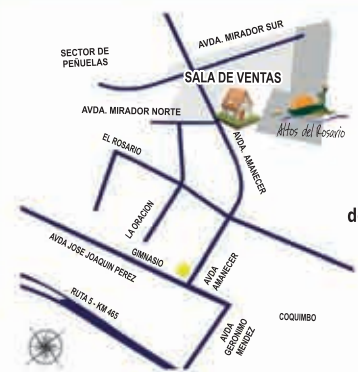 AVDA. MIRADOR SUR
SECTOR DE
PEÑUELAS
SALA DE VENTAS
AVDA. MIRADOR NORTE
Altos del Rosario
AVDA. AMANECER
EL ROSARIO
LA ORACION
d
GIMNASIO
AVDA JOSE JOAQUIN PEREZ
AVDA.
AMANECER
RUTA 5 - KM 465
COQUIMBO
AVDA
GERONIMO
MENDEZ